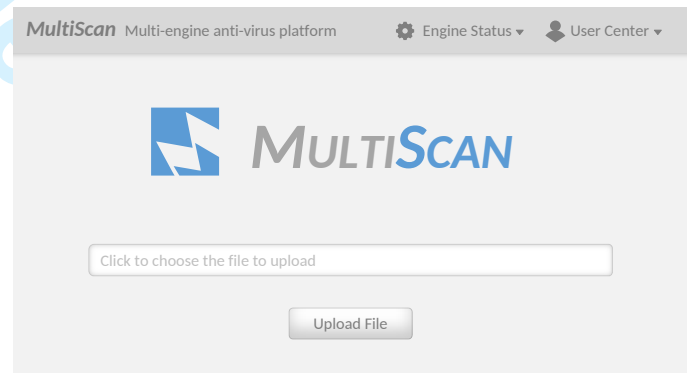 MultiScan Multi-engine anti-virus platform Engine Status User Center
MULTISCAN
Click to choose the file to upload
Upload File